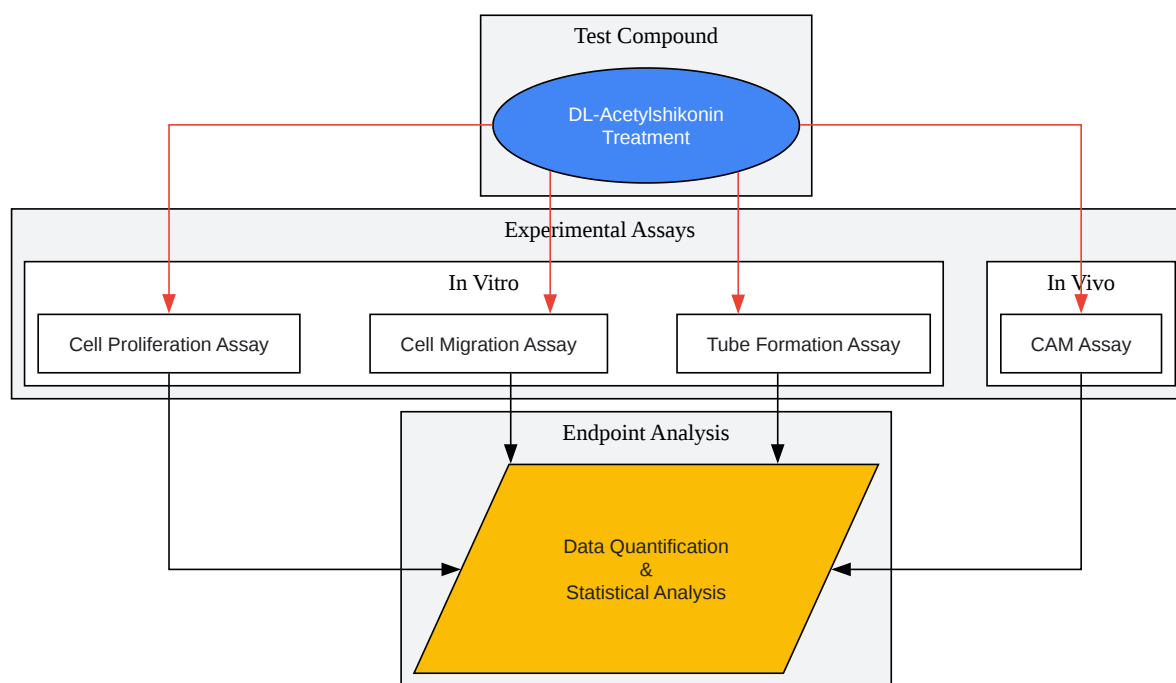 Test Compound
DL-Acetylshikonin
Treatment
Experimental Assays
In Vitro
In Vivo
Cell Proliferation Assay
Cell Migration Assay
Tube Formation Assay
CAM Assay
Endpoint Analysis
Data Quantification
&
Statistical Analysis